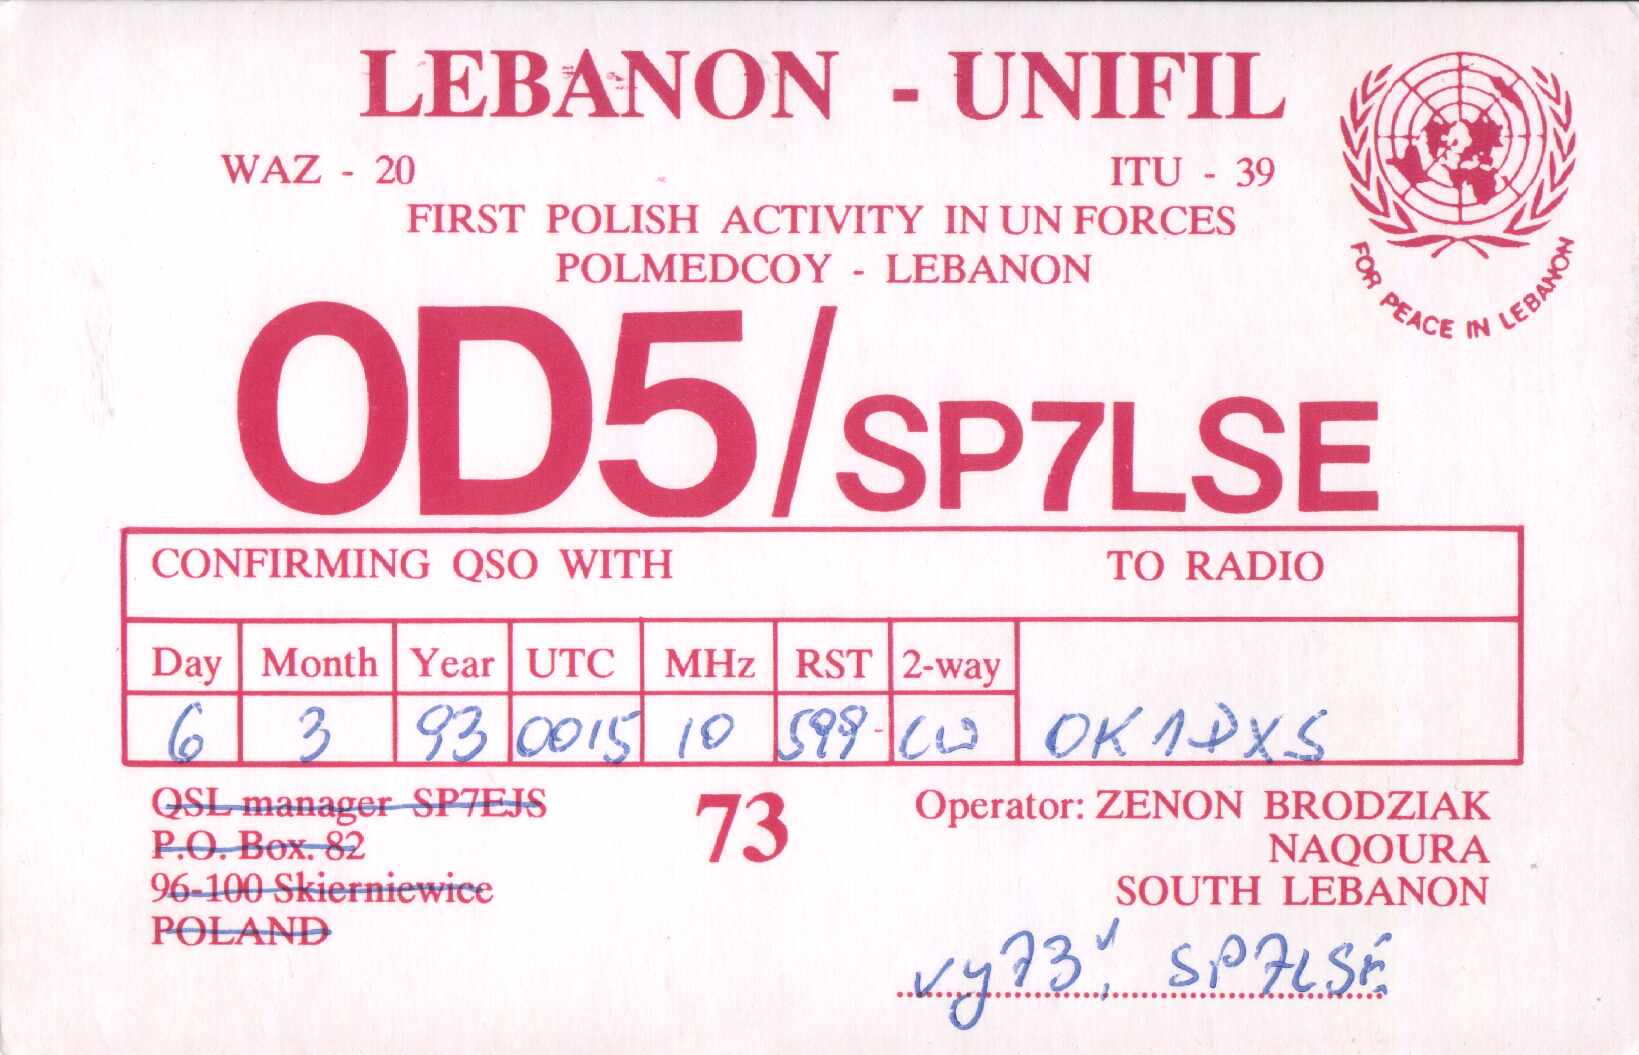 LEBANON - UNIFIL
WAZ - 20
ITU - 39
FIRST POLISH ACTIVITY IN UN FORCES
POLMEDCOY - LEBANON
FOR PEACE IN LEBANON
OD5/SP7LSE
CONFIRMING QSO WITH TO RADIO
Day Month Year UTC MHz RST 2-way
6 3 93 0015 10 599 CW OK1DXS
QSL manager SP7EJS
P.O. Box. 82
96-100 Skierniewice
POLAND
73
Operator: ZENON BRODZIAK
NAQOURA
SOUTH LEBANON
vy 73!, SP7LSE